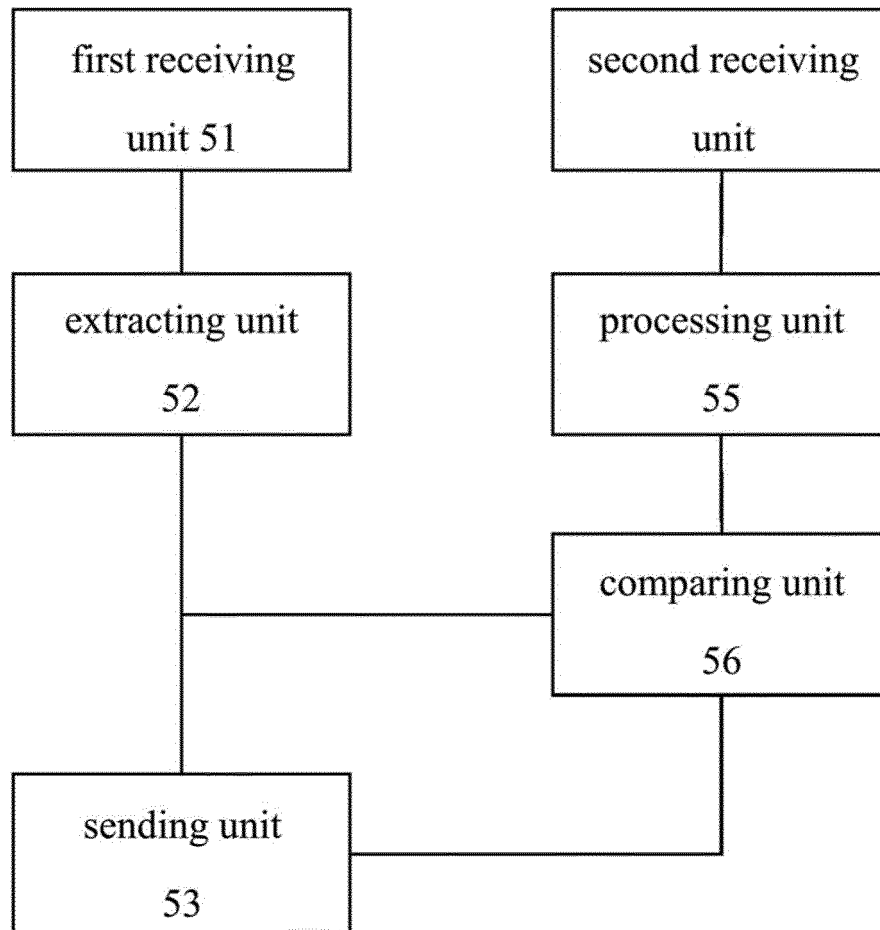 first receiving
unit 51
second receiving
unit
extracting unit
52
processing unit
55
comparing unit
56
sending unit
53